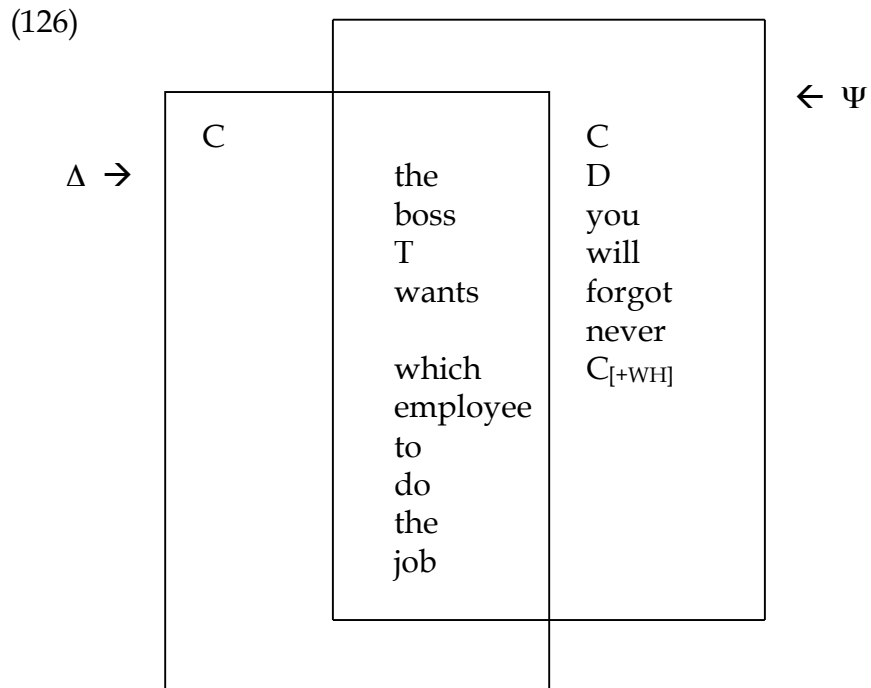 (126)
← Ψ
C C
Δ → the D
boss you
T will
wants forgot
never
which C[+WH]
employee
to
do
the
job